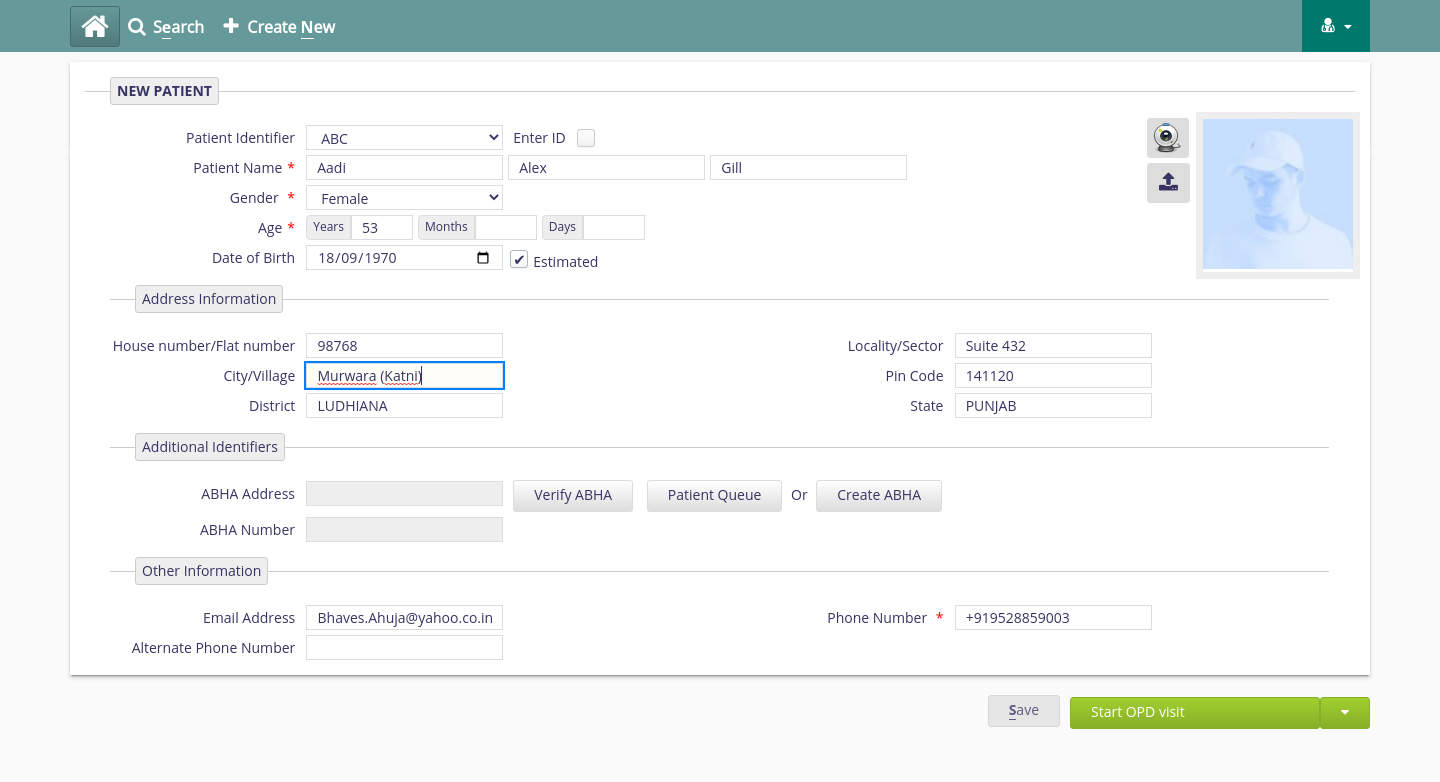 Search Create New
NEW PATIENT
Patient Identifier ABC Enter ID
Patient Name * Aadi Alex Gill
Gender * Female
Age * Years 53 Months Days
Date of Birth 18/09/1970 Estimated
Address Information
House number/Flat number 98768 Locality/Sector Suite 432
City/Village Murwara (Katni) Pin Code 141120
District LUDHIANA State PUNJAB
Additional Identifiers
ABHA Address Verify ABHA Patient Queue Or Create ABHA
ABHA Number
Other Information
Email Address Bhaves.Ahuja@yahoo.co.in Phone Number * +919528859003
Alternate Phone Number
Save Start OPD visit